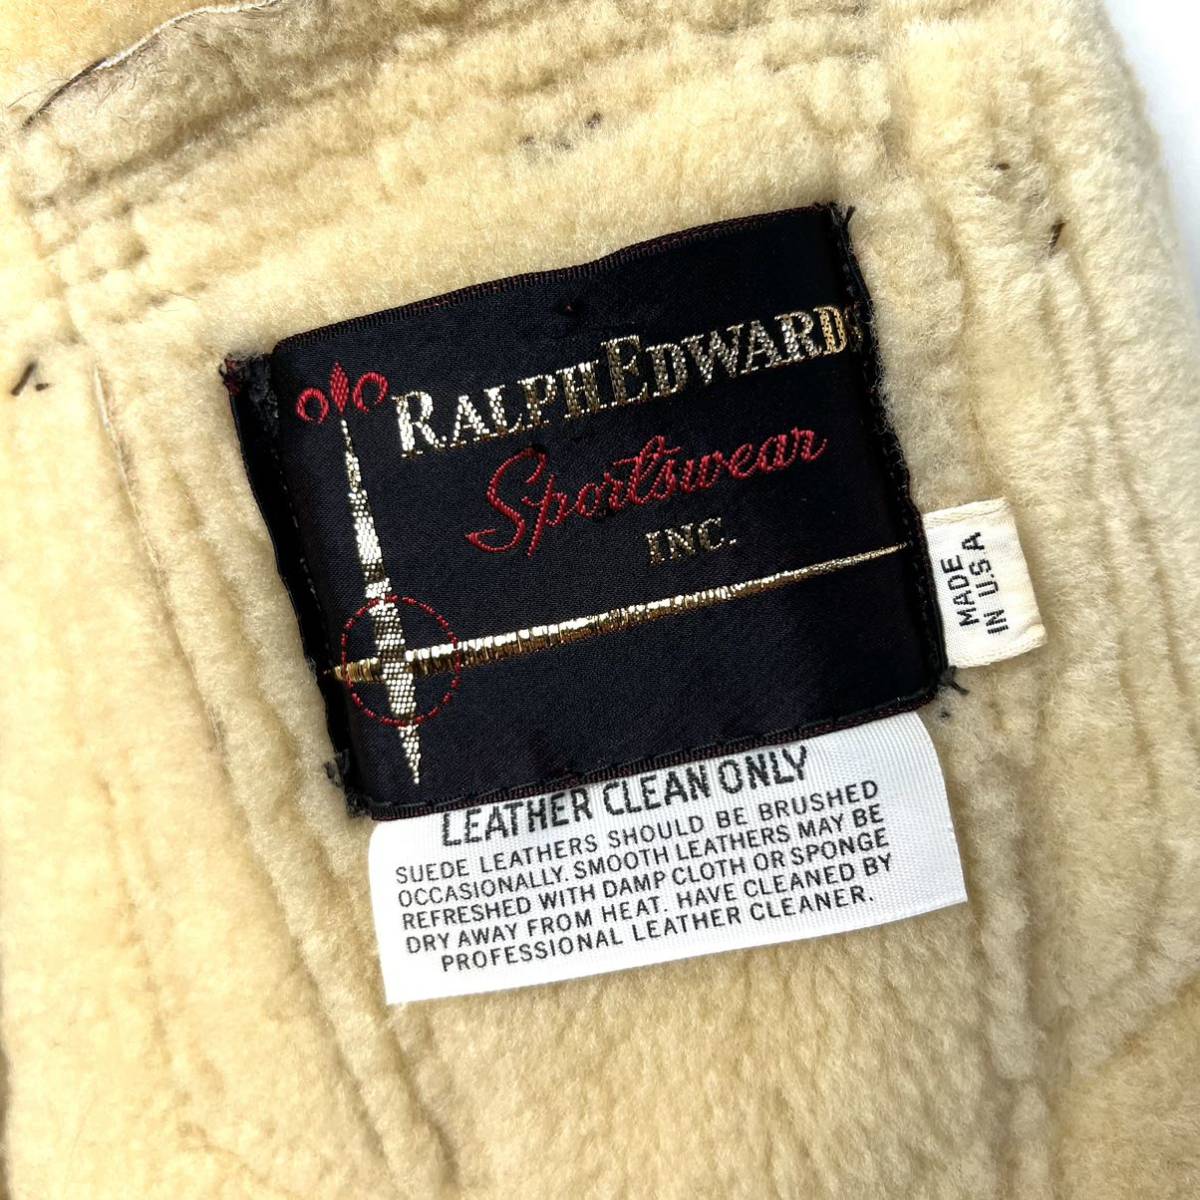 RALPH EDWARDS
Sportswear
INC.
MADE
IN U.S.A
LEATHER CLEAN ONLY
SUEDE LEATHERS SHOULD BE BRUSHED
OCCASIONALLY. SMOOTH LEATHERS MAY BE
REFRESHED WITH DAMP CLOTH OR SPONGE
DRY AWAY FROM HEAT. HAVE CLEANED BY
PROFESSIONAL LEATHER CLEANER.